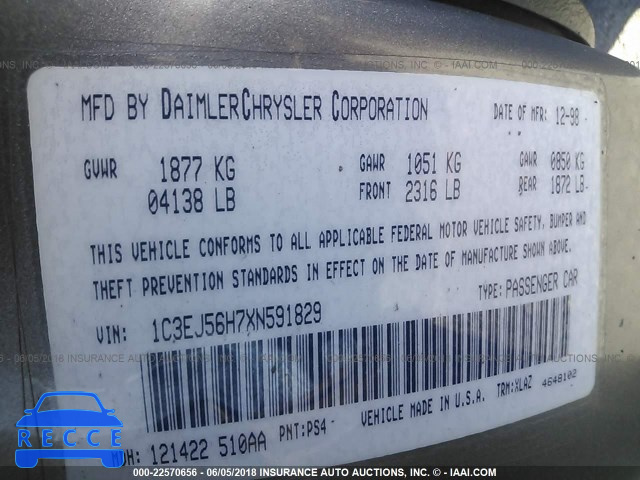 MFD BY DAIMLERCHRYSLER CORPORATION DATE OF MFR: 12-98
GVWR 1877 KG GAWR 1051 KG GAWR 0850 KG
04138 LB FRONT 2316 LB REAR 1872 LB
THIS VEHICLE CONFORMS TO ALL APPLICABLE FEDERAL MOTOR VEHICLE SAFETY, BUMPER AND
THEFT PREVENTION STANDARDS IN EFFECT ON THE DATE OF MANUFACTURE SHOWN ABOVE.
VIN: 1C3EJ56H7XN591829 TYPE: PASSENGER CAR
MDH: 121422 510AA PNT:PS4 VEHICLE MADE IN U.S.A. TRM:XLAZ 4648102
000-22570656 - 06/05/2018 - INSURANCE AUTO AUCTIONS - © - IAAI.COM